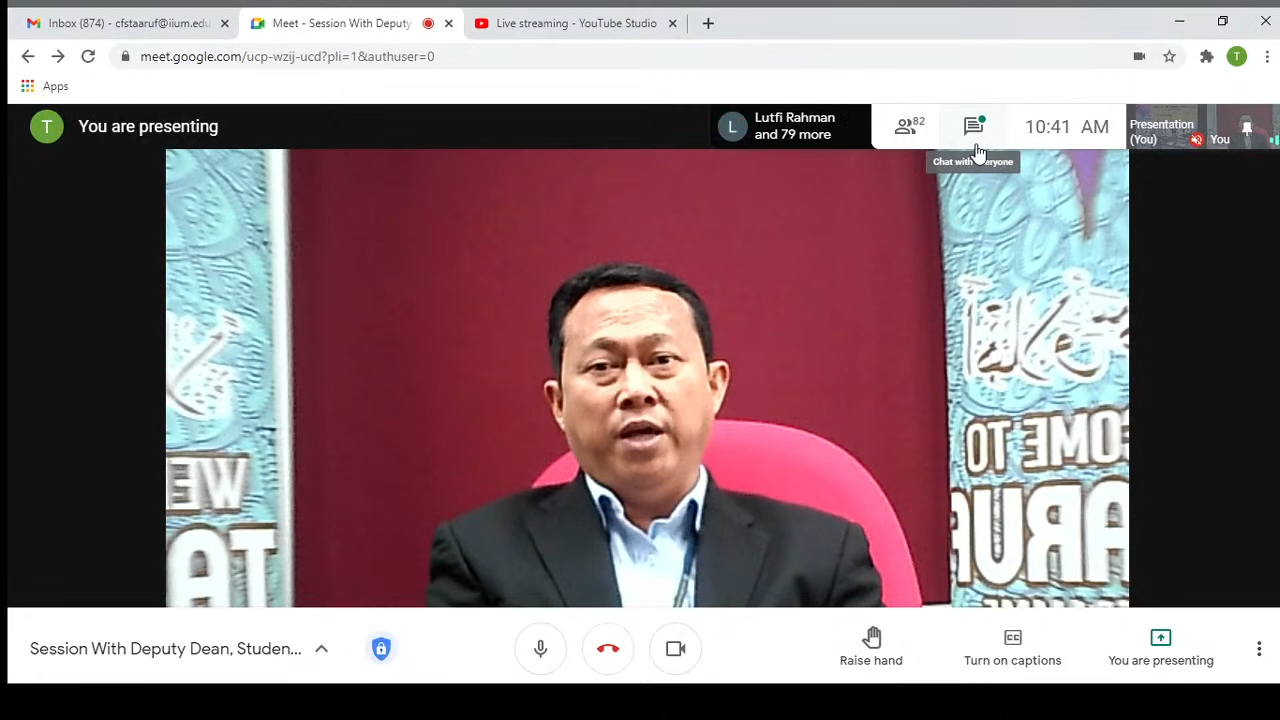 Inbox (874) - cfstaaruf@iium.edu.
Meet - Session With Deputy
Live streaming - YouTube Studio
meet.google.com/ucp-wzij-ucd?pli=1&authuser=0
Apps
T
T You are presenting
L
Lutfi Rahman
and 79 more
82
10:41 AM
Presentation
(You)
You
Chat with
WE
TA
OME TO
ARUA
Session With Deputy Dean, Studen...
Raise hand
Turn on captions
You are presenting